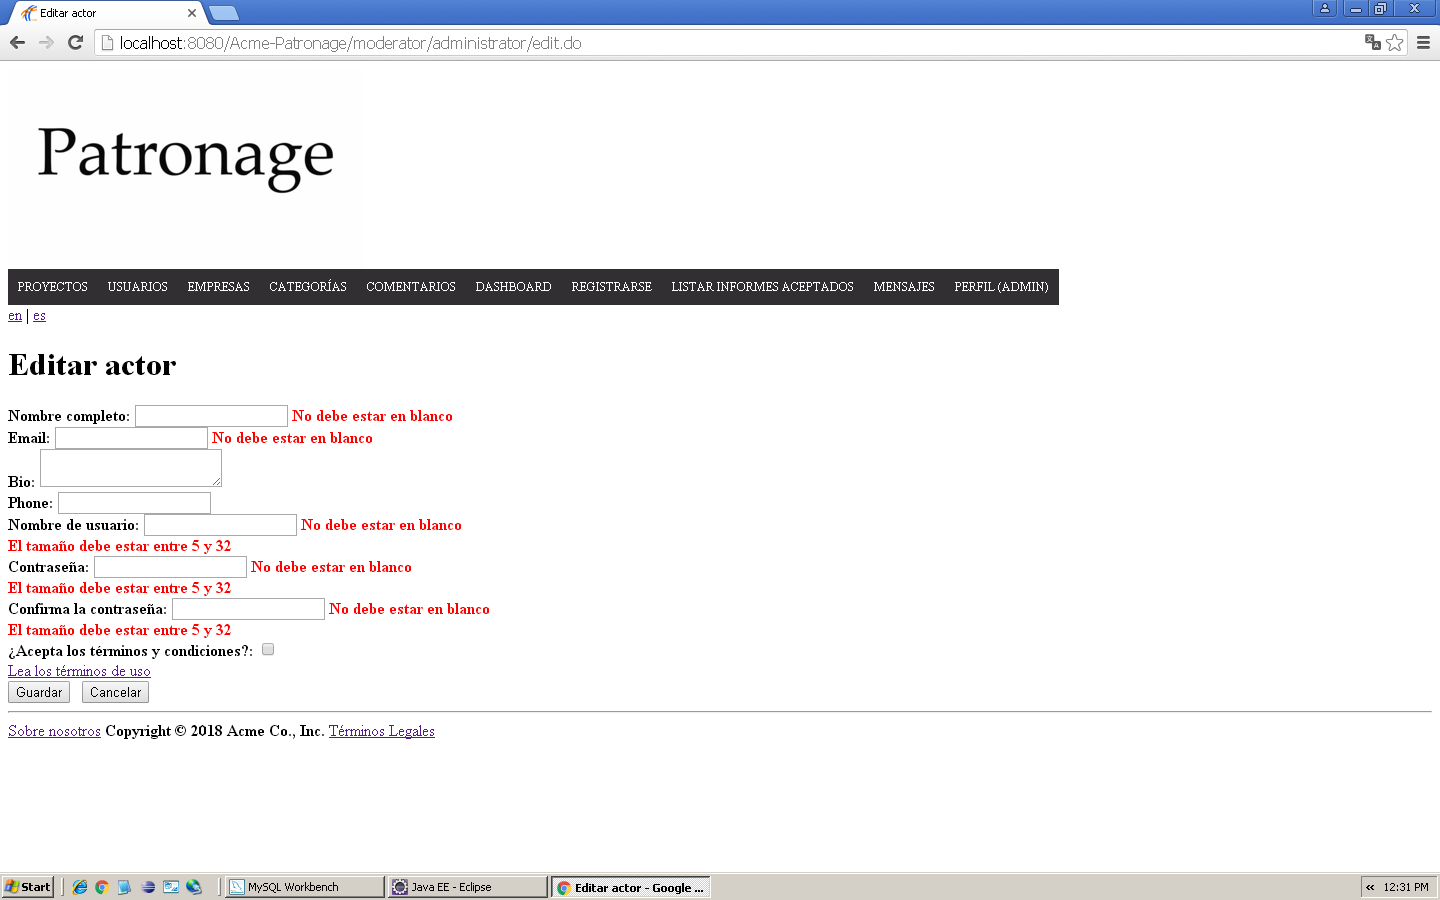 Editar actor
localhost:8080/Acme-Patronage/moderator/administrator/edit.do
Patronage
PROYECTOS USUARIOS EMPRESAS CATEGORÍAS COMENTARIOS DASHBOARD REGISTRARSE LISTAR INFORMES ACEPTADOS MENSAJES PERFIL (ADMIN)
en | es
Editar actor
Nombre completo: No debe estar en blanco
Email: No debe estar en blanco
Bio:
Phone:
Nombre de usuario: No debe estar en blanco
El tamaño debe estar entre 5 y 32
Contraseña: No debe estar en blanco
El tamaño debe estar entre 5 y 32
Confirma la contraseña: No debe estar en blanco
El tamaño debe estar entre 5 y 32
¿Acepta los términos y condiciones?:
Lea los términos de uso
Guardar Cancelar
Sobre nosotros Copyright © 2018 Acme Co., Inc. Términos Legales
Start MySQL Workbench Java EE - Eclipse Editar actor - Google ... « 12:31 PM